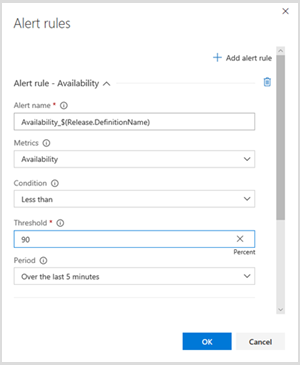 Alert rules
Add alert rule
Alert rule - Availability
Alert name *
Availability_$(Release.DefinitionName)
Metrics
Availability
Condition
Less than
Threshold *
90
Percent
Period
Over the last 5 minutes
OK Cancel